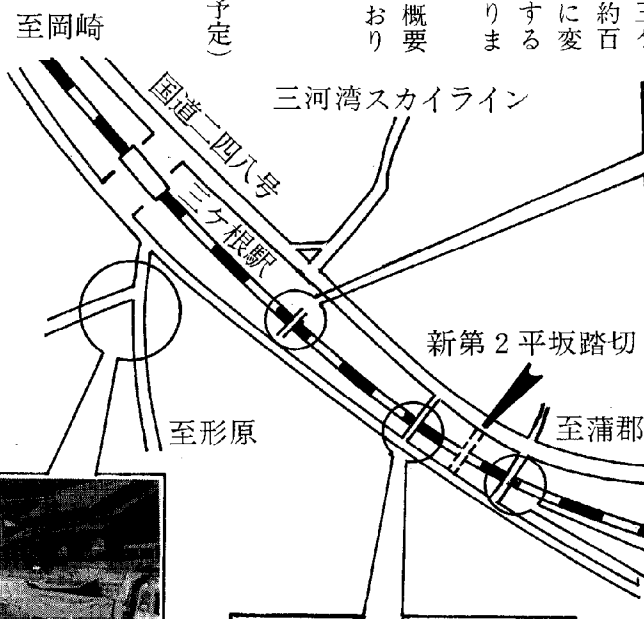 約百
に変
する
りま
概要
おり
予定)
至岡崎
三河湾スカイライン
国道二四八号
三ケ根駅
新第2平坂踏切
至形原
至蒲郡